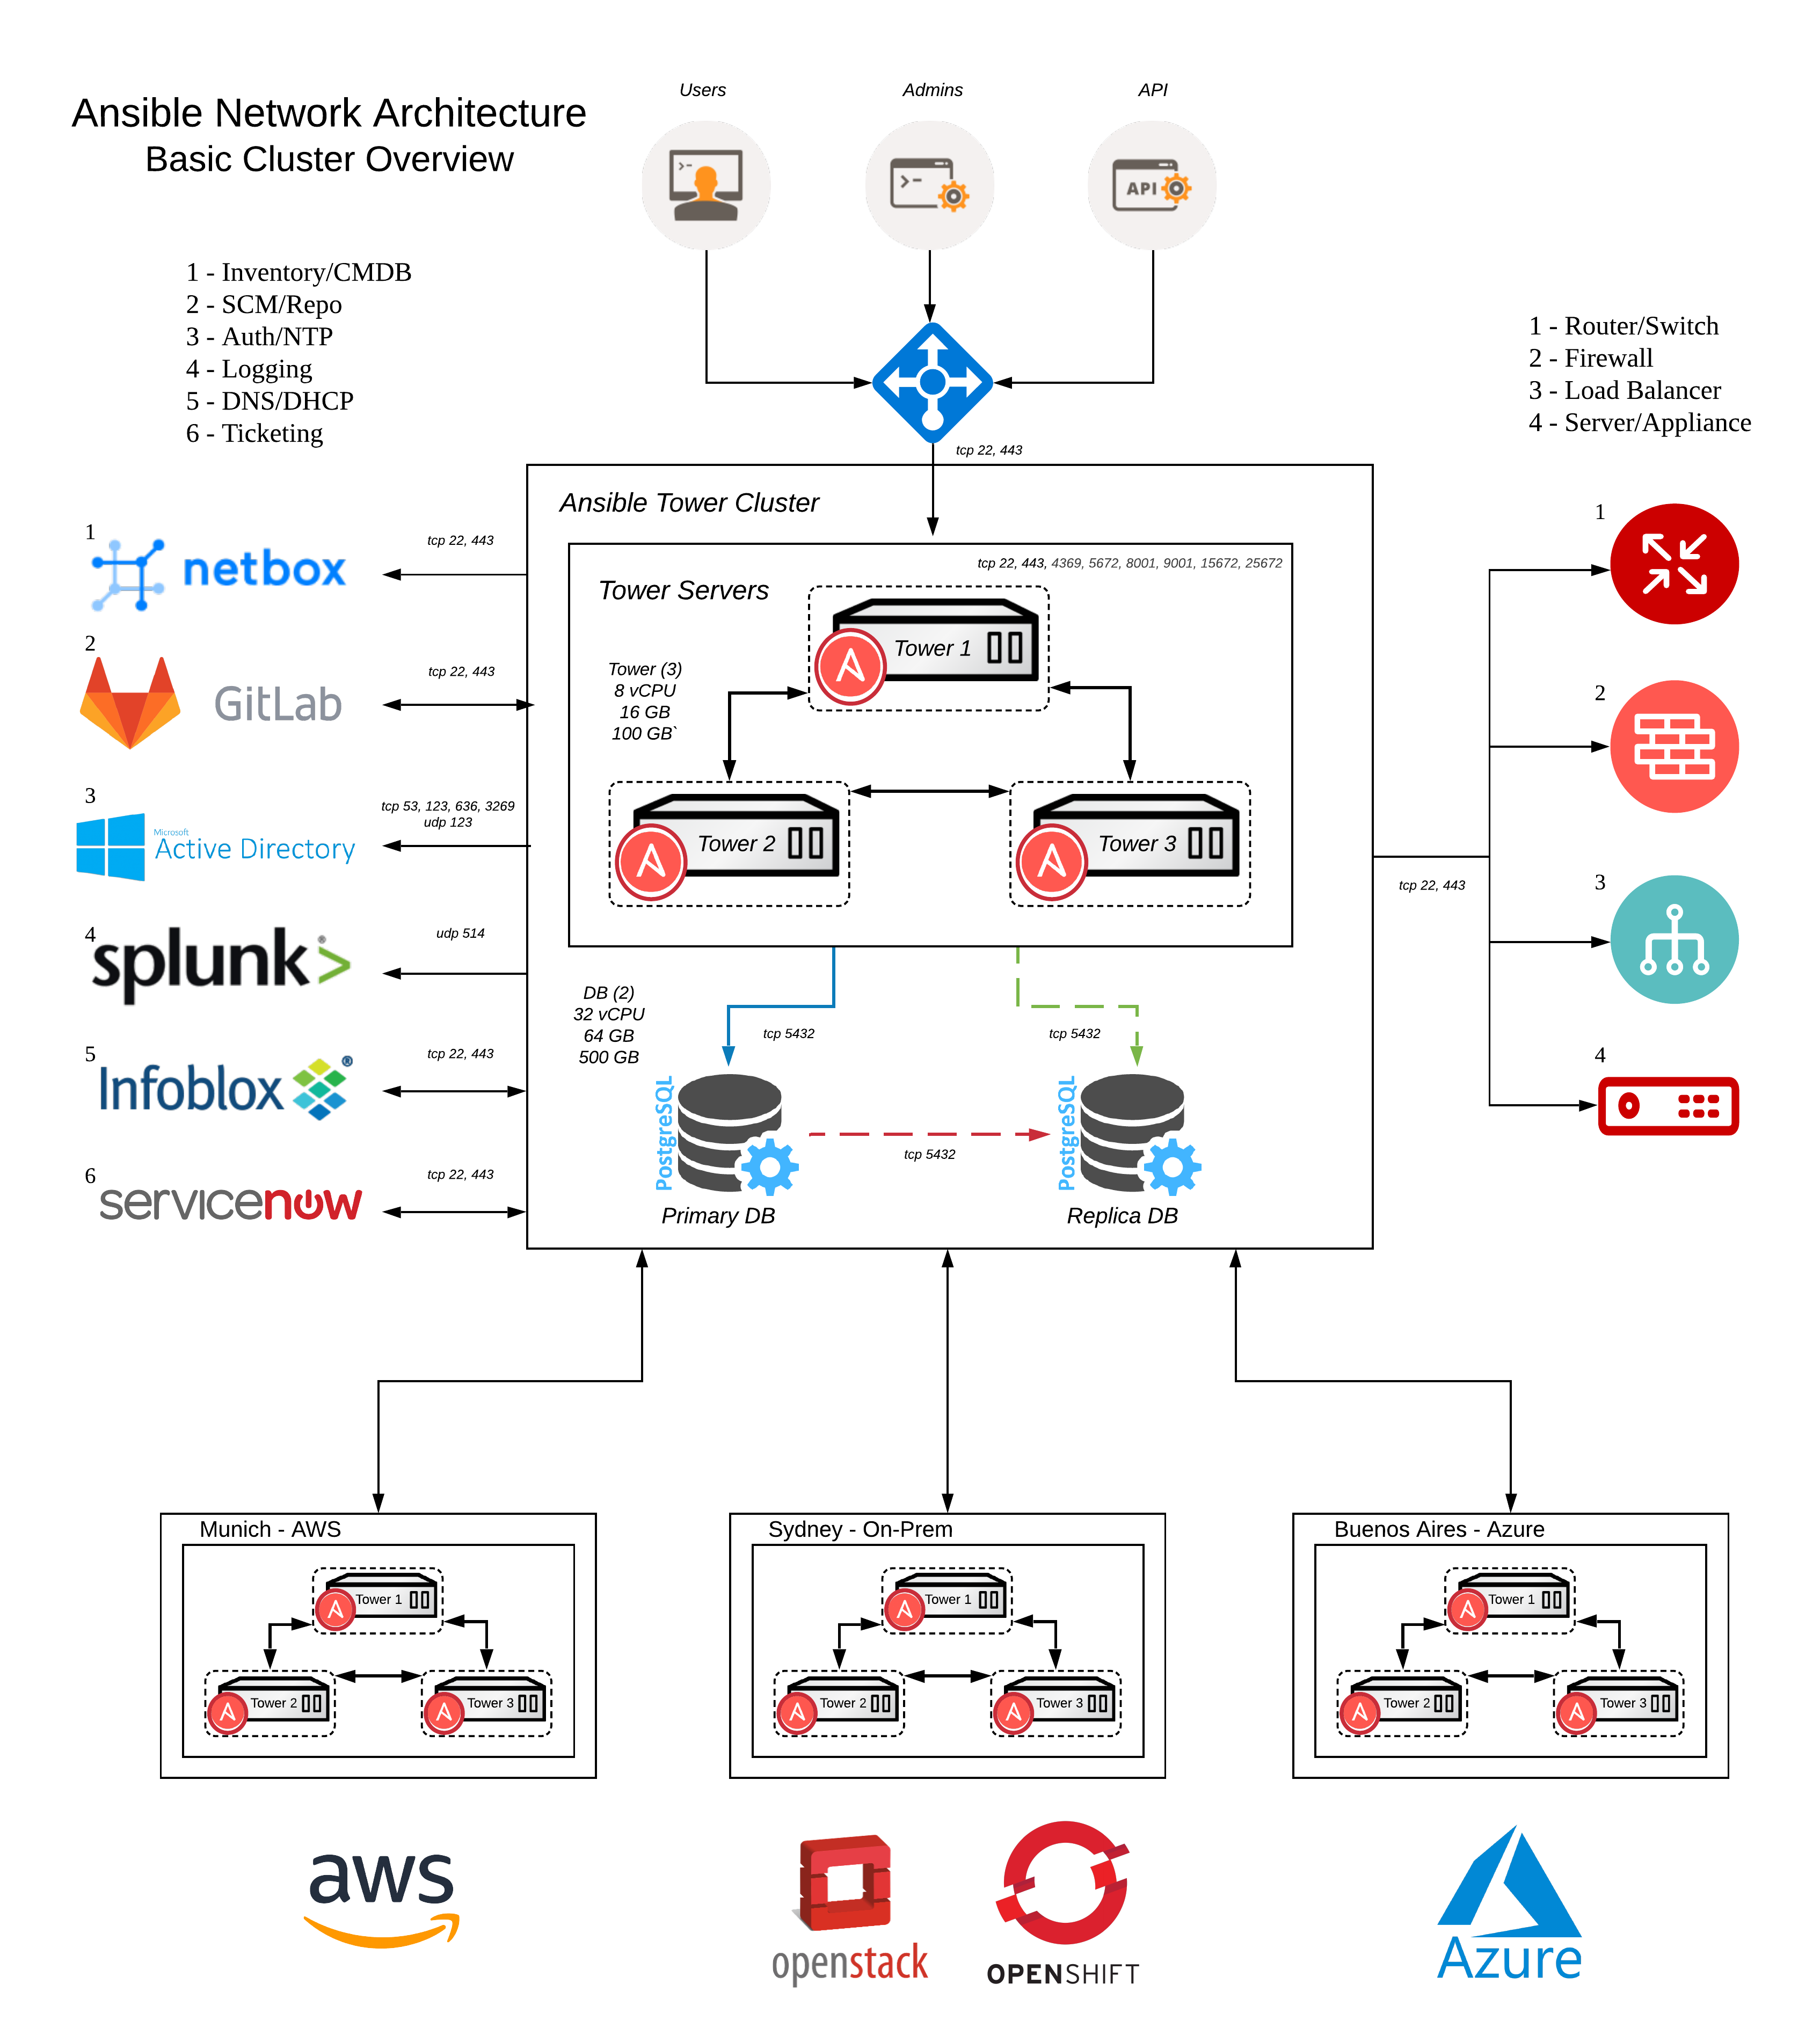 Users
Admins
API
Ansible Network Architecture
Basic Cluster Overview
>-
>-
API
1 - Inventory/CMDB
2 - SCM/Repo
3 - Auth/NTP
4 - Logging
5 - DNS/DHCP
6 - Ticketing
1 - Router/Switch
2 - Firewall
3 - Load Balancer
4 - Server/Appliance
tcp 22, 443
Ansible Tower Cluster
1
netbox
tcp 22, 443
2
GitLab
tcp 22, 443
3
Microsoft
Active Directory
tcp 53, 123, 636, 3269
udp 123
4
splunk>
udp 514
5
Infoblox
tcp 22, 443
6
servicenow
tcp 22, 443
tcp 22, 443, 4369, 5672, 8001, 9001, 15672, 25672
Tower Servers
Tower 1
Tower (3)
8 vCPU
16 GB
100 GB`
Tower 2
Tower 3
DB (2)
32 vCPU
64 GB
500 GB
tcp 5432
tcp 5432
PostgreSQL
PostgreSQL
tcp 5432
Primary DB
Replica DB
tcp 22, 443
1
2
3
4
Munich - AWS
Tower 1
Tower 2
Tower 3
Sydney - On-Prem
Tower 1
Tower 2
Tower 3
Buenos Aires - Azure
Tower 1
Tower 2
Tower 3
aws
openstack
OPENSHIFT
Azure